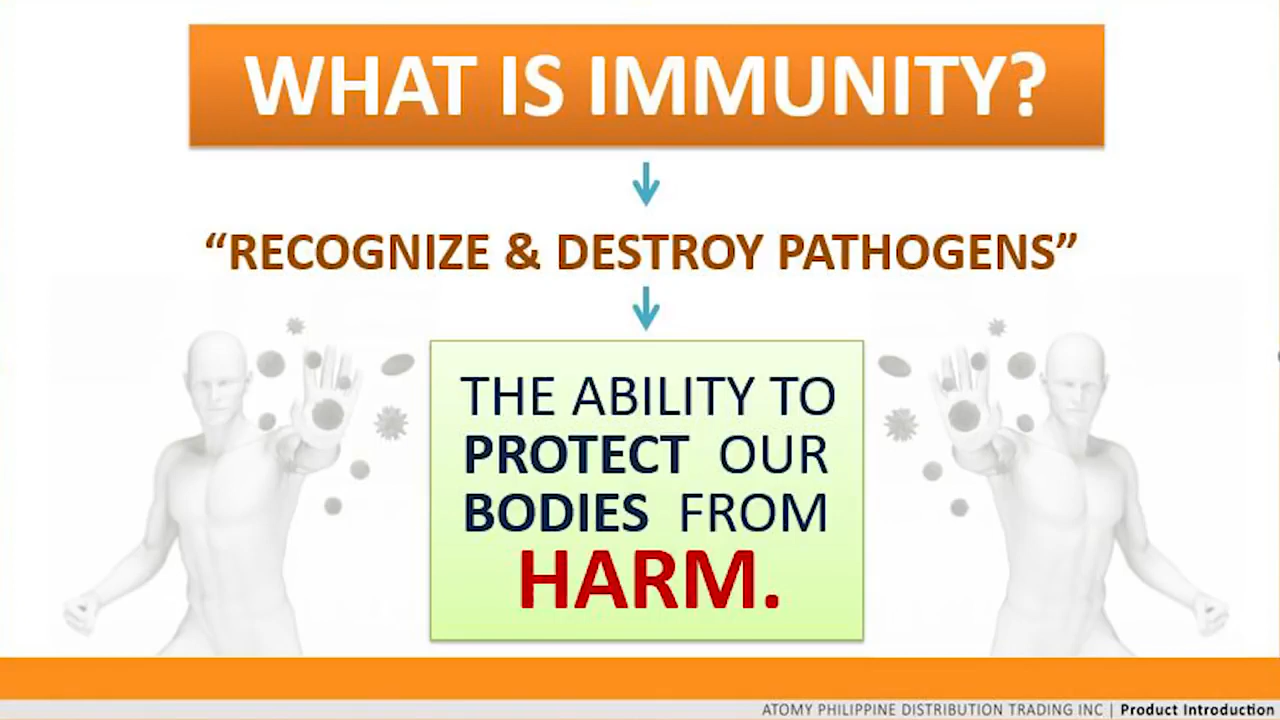 WHAT IS IMMUNITY?
“RECOGNIZE & DESTROY PATHOGENS”
THE ABILITY TO
PROTECT OUR
BODIES FROM
HARM.
ATOMY PHILIPPINE DISTRIBUTION TRADING INC | Product Introduction